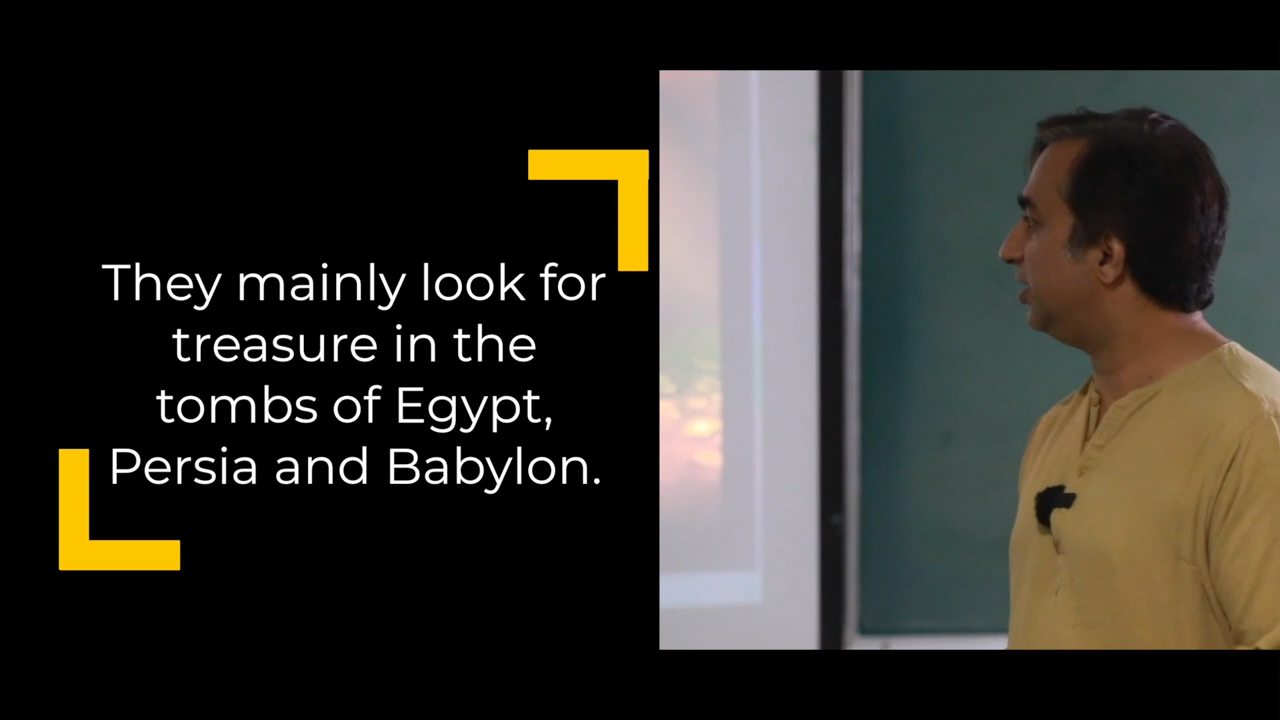 They mainly look for
treasure in the
tombs of Egypt,
Persia and Babylon.